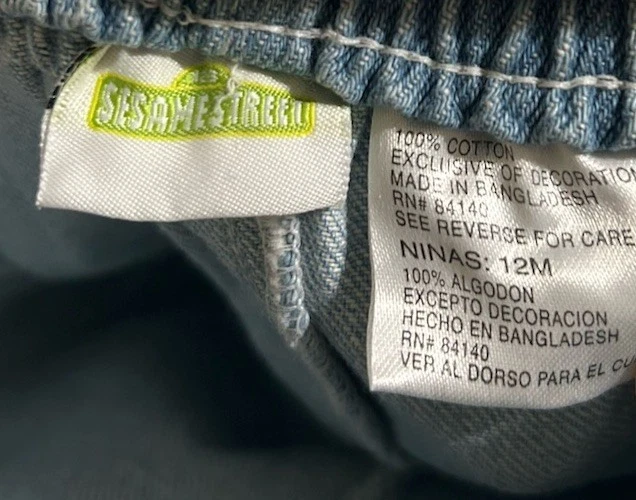 SESAME STREET
100% COTTON
EXCLUSIVE OF DECORATION
MADE IN BANGLADESH
RN# 84140
SEE REVERSE FOR CARE
NINAS: 12M
100% ALGODON
EXCEPTO DECORACION
HECHO EN BANGLADESH
RN# 84140
VER AL DORSO PARA EL